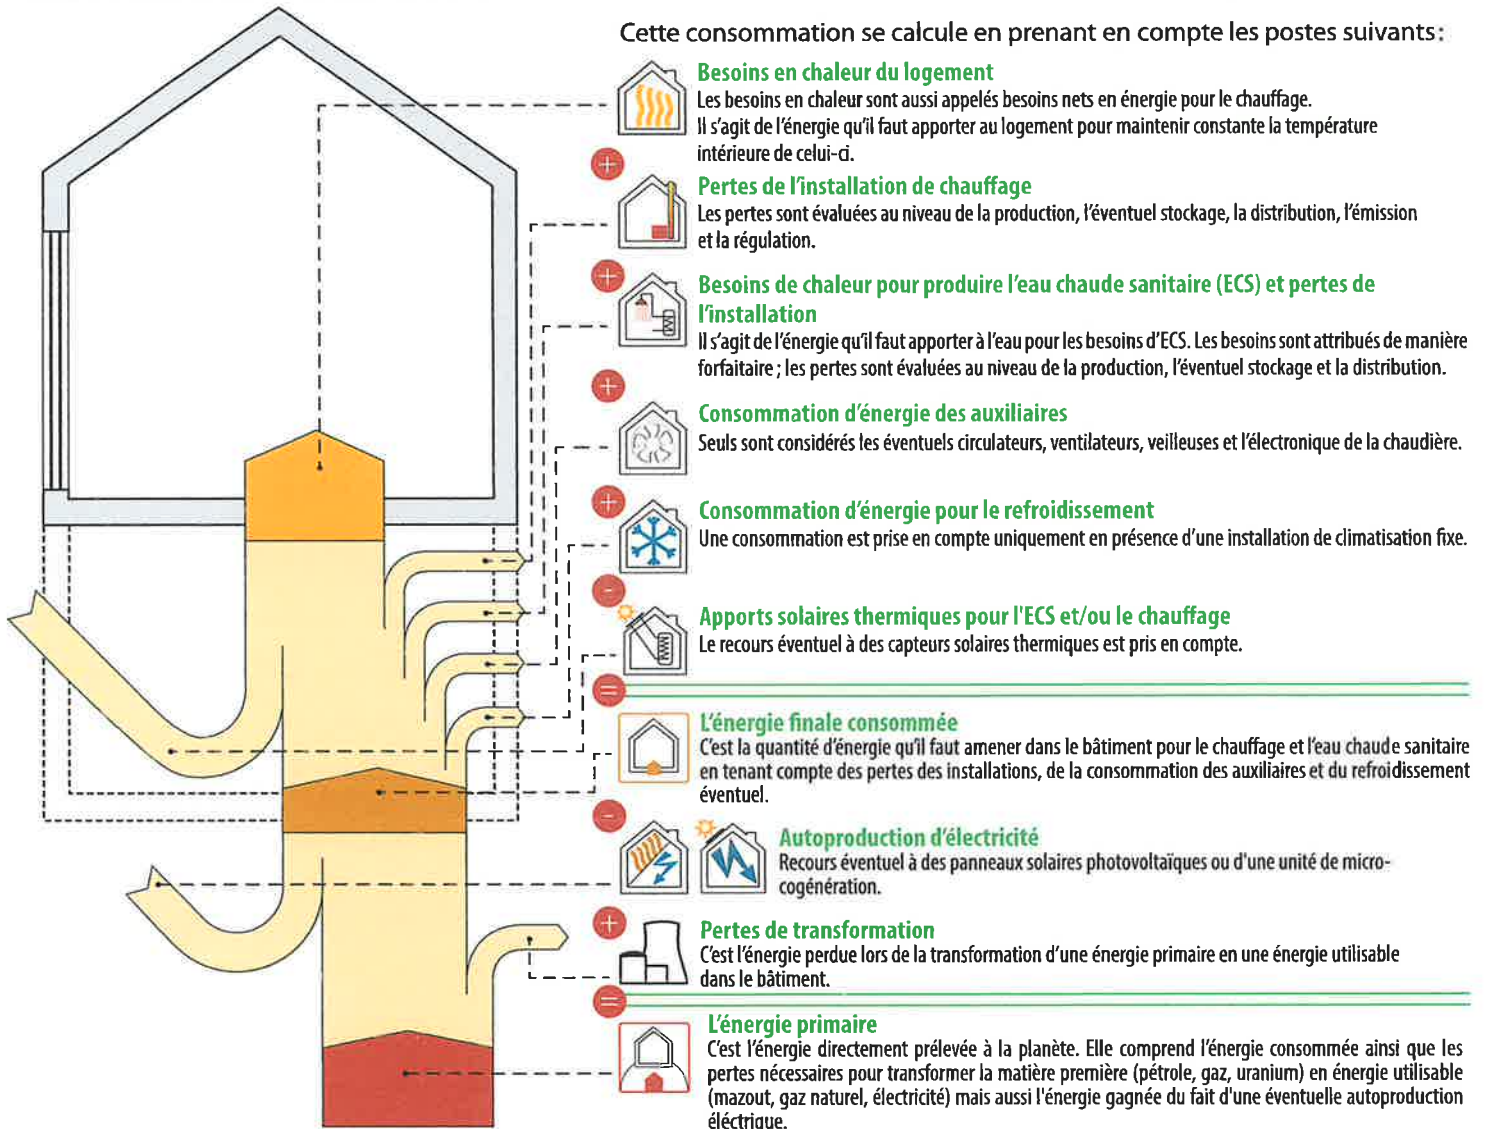 Cette consommation se calcule en prenant en compte les postes suivants:
Besoins en chaleur du logement
Les besoins en chaleur sont aussi appelés besoins nets en énergie pour le chauffage.
Il s'agit de l'énergie qu'il faut apporter au logement pour maintenir constante la température
intérieure de celui-ci.
+
Pertes de l'installation de chauffage
Les pertes sont évaluées au niveau de la production, l'éventuel stockage, la distribution, l'émission
et la régulation.
+
Besoins de chaleur pour produire l'eau chaude sanitaire (ECS) et pertes de
l'installation
Il s'agit de l'énergie qu'il faut apporter à l'eau pour les besoins d'ECS. Les besoins sont attribués de manière
forfaitaire ; les pertes sont évaluées au niveau de la production, l'éventuel stockage et la distribution.
+
Consommation d'énergie des auxiliaires
Seuls sont considérés les éventuels circulateurs, ventilateurs, veilleuses et l'électronique de la chaudière.
+
Consommation d'énergie pour le refroidissement
Une consommation est prise en compte uniquement en présence d'une installation de climatisation fixe.
-
Apports solaires thermiques pour l'ECS et/ou le chauffage
Le recours éventuel à des capteurs solaires thermiques est pris en compte.
=
L'énergie finale consommée
C'est la quantité d'énergie qu'il faut amener dans le bâtiment pour le chauffage et l'eau chaude sanitaire
en tenant compte des pertes des installations, de la consommation des auxiliaires et du refroidissement
éventuel.
-
Autoproduction d'électricité
Recours éventuel à des panneaux solaires photovoltaïques ou d'une unité de micro-
cogénération.
+
Pertes de transformation
C'est l'énergie perdue lors de la transformation d'une énergie primaire en une énergie utilisable
dans le bâtiment.
=
L'énergie primaire
C'est l'énergie directement prélevée à la planète. Elle comprend l'énergie consommée ainsi que les
pertes nécessaires pour transformer la matière première (pétrole, gaz, uranium) en énergie utilisable
(mazout, gaz naturel, électricité) mais aussi l'énergie gagnée du fait d'une éventuelle autoproduction
éléctrique.